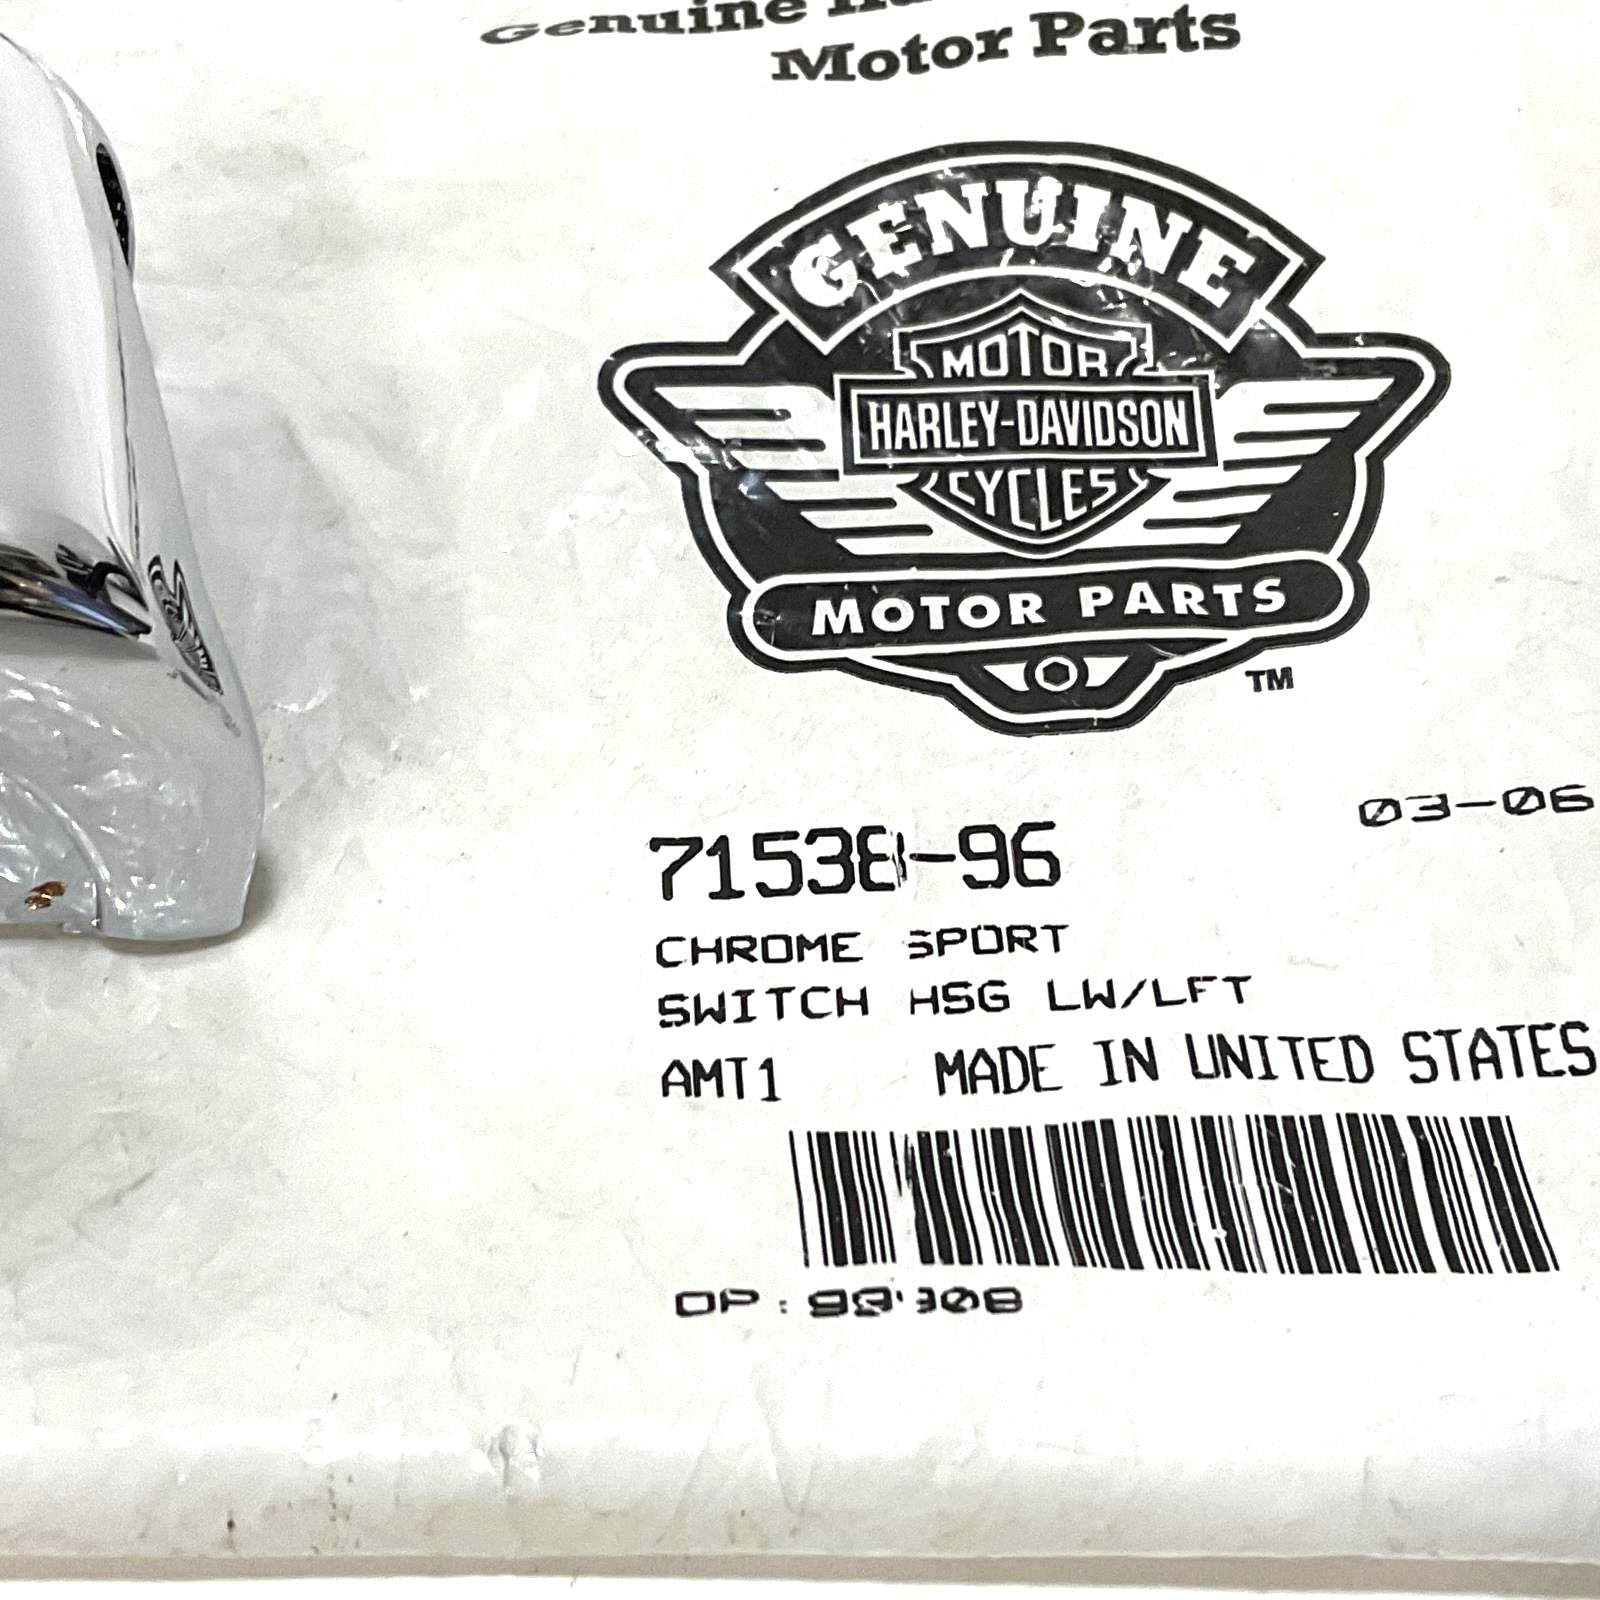 Genuine
Motor Parts
GENUINE
MOTOR
HARLEY-DAVIDSON
CYCLES
MOTOR PARTS
TM
03-06
71538-96
CHROME SPORT
SWITCH HSG LW/LFT
AMT1 MADE IN UNITED STATES
OP: